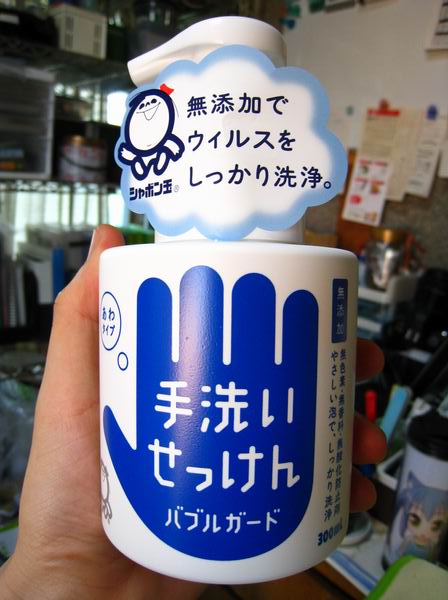 無添加で
ウィルスを
しっかり洗浄。
シャボン玉®
あわ
タイプ
無添加
手洗い
せっけん
バブルガード
無色素・無香料・無酸化防止剤
やさしい泡で、しっかり洗浄
300mL